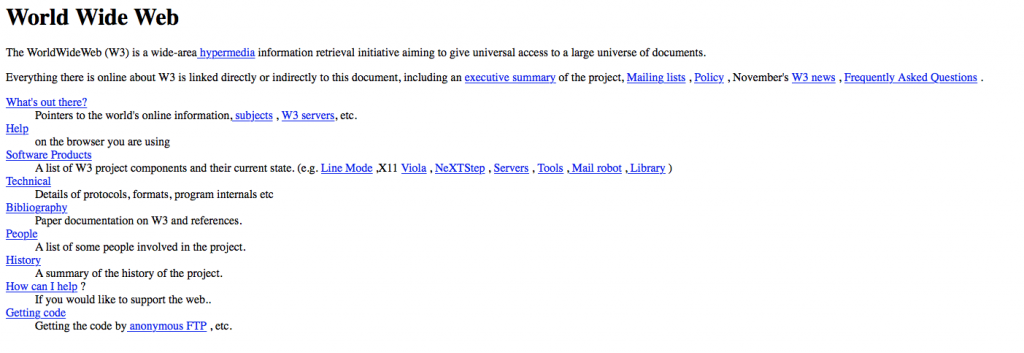 World Wide Web
The WorldWideWeb (W3) is a wide-area hypermedia information retrieval initiative aiming to give universal access to a large universe of documents.
Everything there is online about W3 is linked directly or indirectly to this document, including an executive summary of the project, Mailing lists , Policy , November's W3 news , Frequently Asked Questions .
What's out there?
Pointers to the world's online information, subjects , W3 servers, etc.
Help
on the browser you are using
Software Products
A list of W3 project components and their current state. (e.g. Line Mode ,X11 Viola , NeXTStep , Servers , Tools , Mail robot , Library )
Technical
Details of protocols, formats, program internals etc
Bibliography
Paper documentation on W3 and references.
People
A list of some people involved in the project.
History
A summary of the history of the project.
How can I help ?
If you would like to support the web..
Getting code
Getting the code by anonymous FTP , etc.